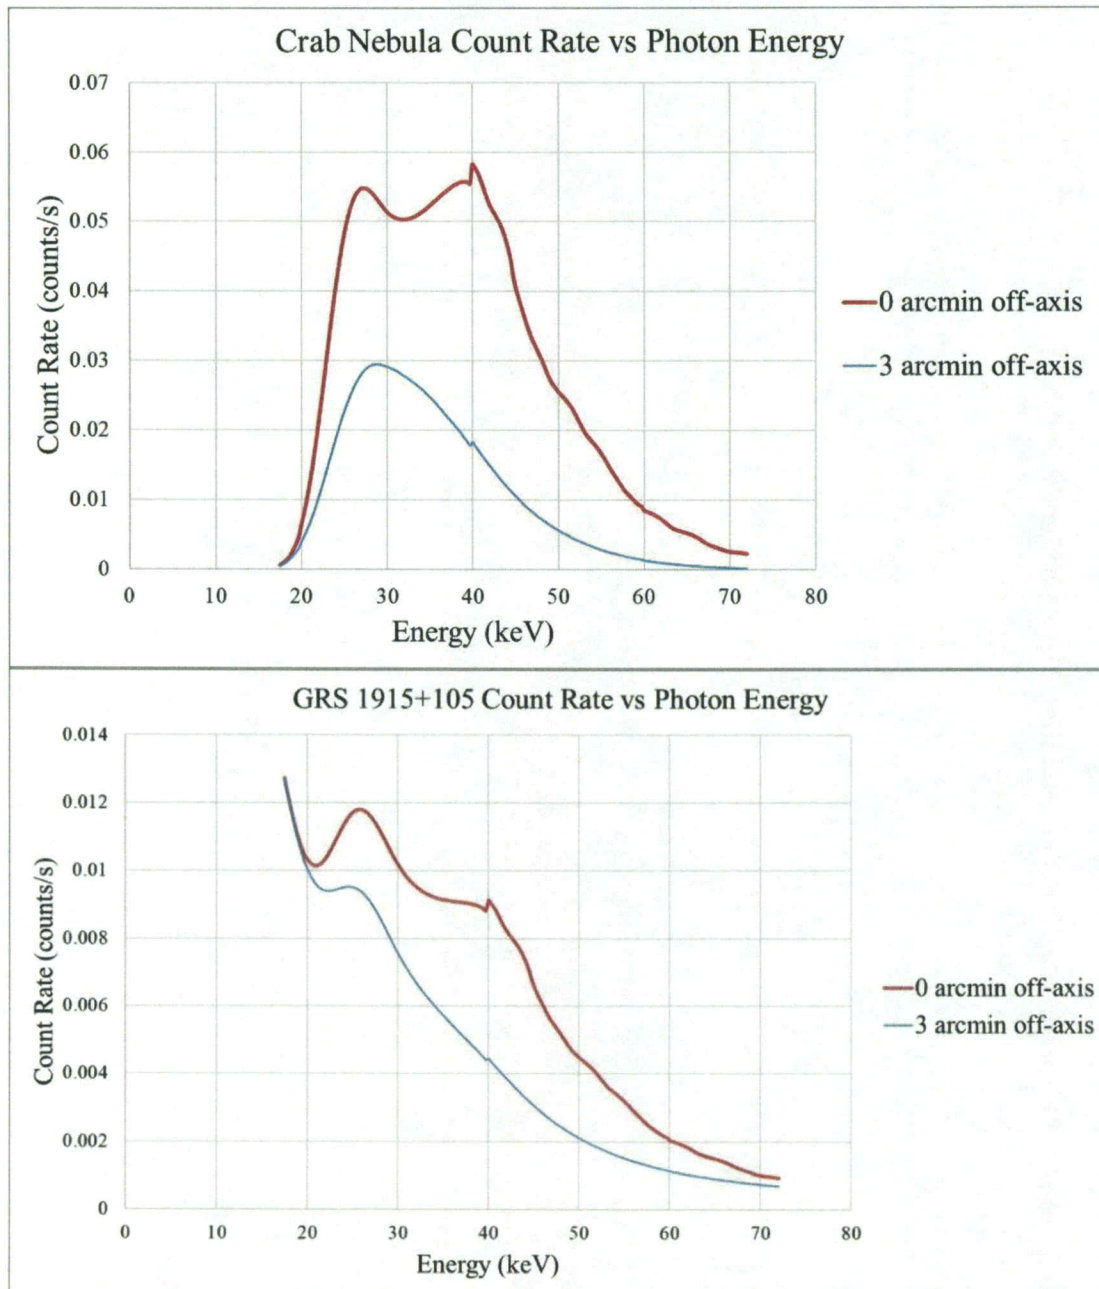 Crab Nebula Count Rate vs Photon Energy
0.07
0.06
0.05
0.04
0.03
0.02
0.01
0
Count Rate (counts/s)
0 10 20 30 40 50 60 70 80
Energy (keV)
0 arcmin off-axis
3 arcmin off-axis
GRS 1915+105 Count Rate vs Photon Energy
0.014
0.012
0.01
0.008
0.006
0.004
0.002
0
Count Rate (counts/s)
0 10 20 30 40 50 60 70 80
Energy (keV)
0 arcmin off-axis
3 arcmin off-axis